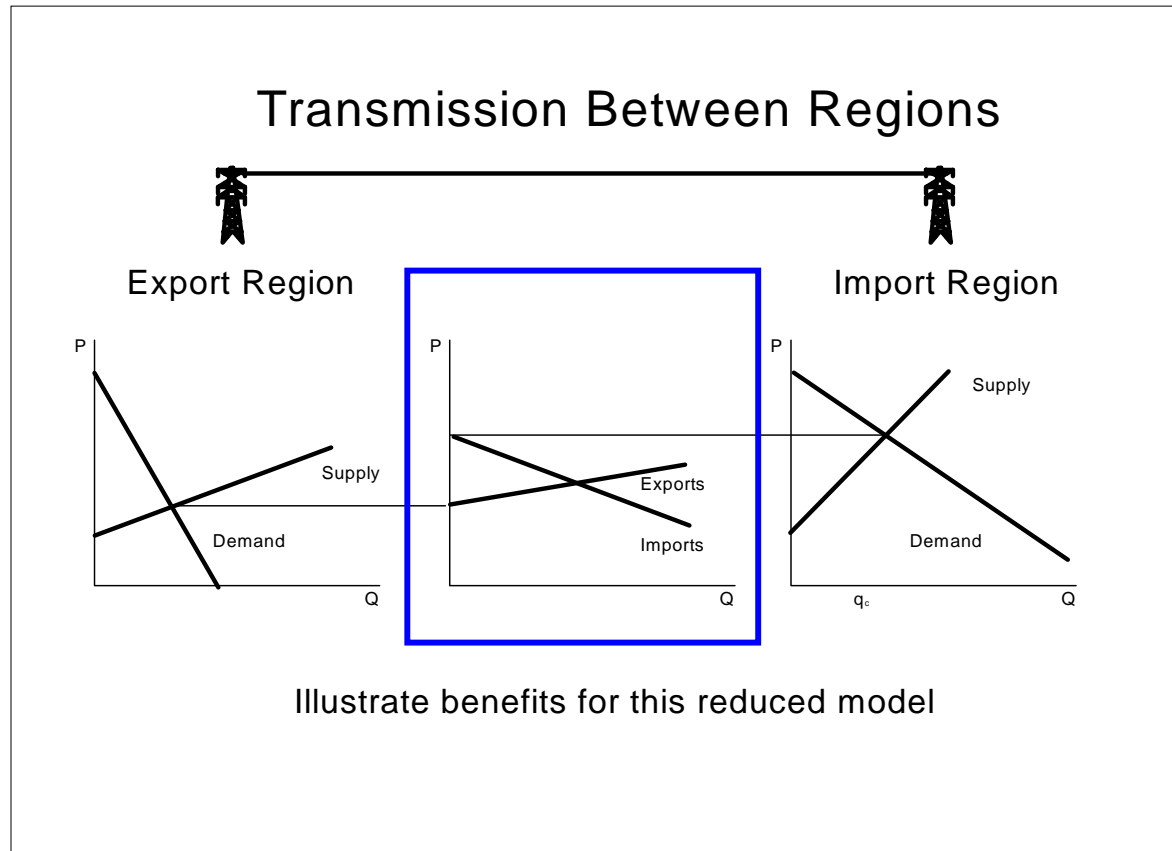 Transmission Between Regions
Export Region
Import Region
P
Supply
Demand
Q
P
Exports
Imports
Q
P
Supply
Demand
qc
Q
Illustrate benefits for this reduced model